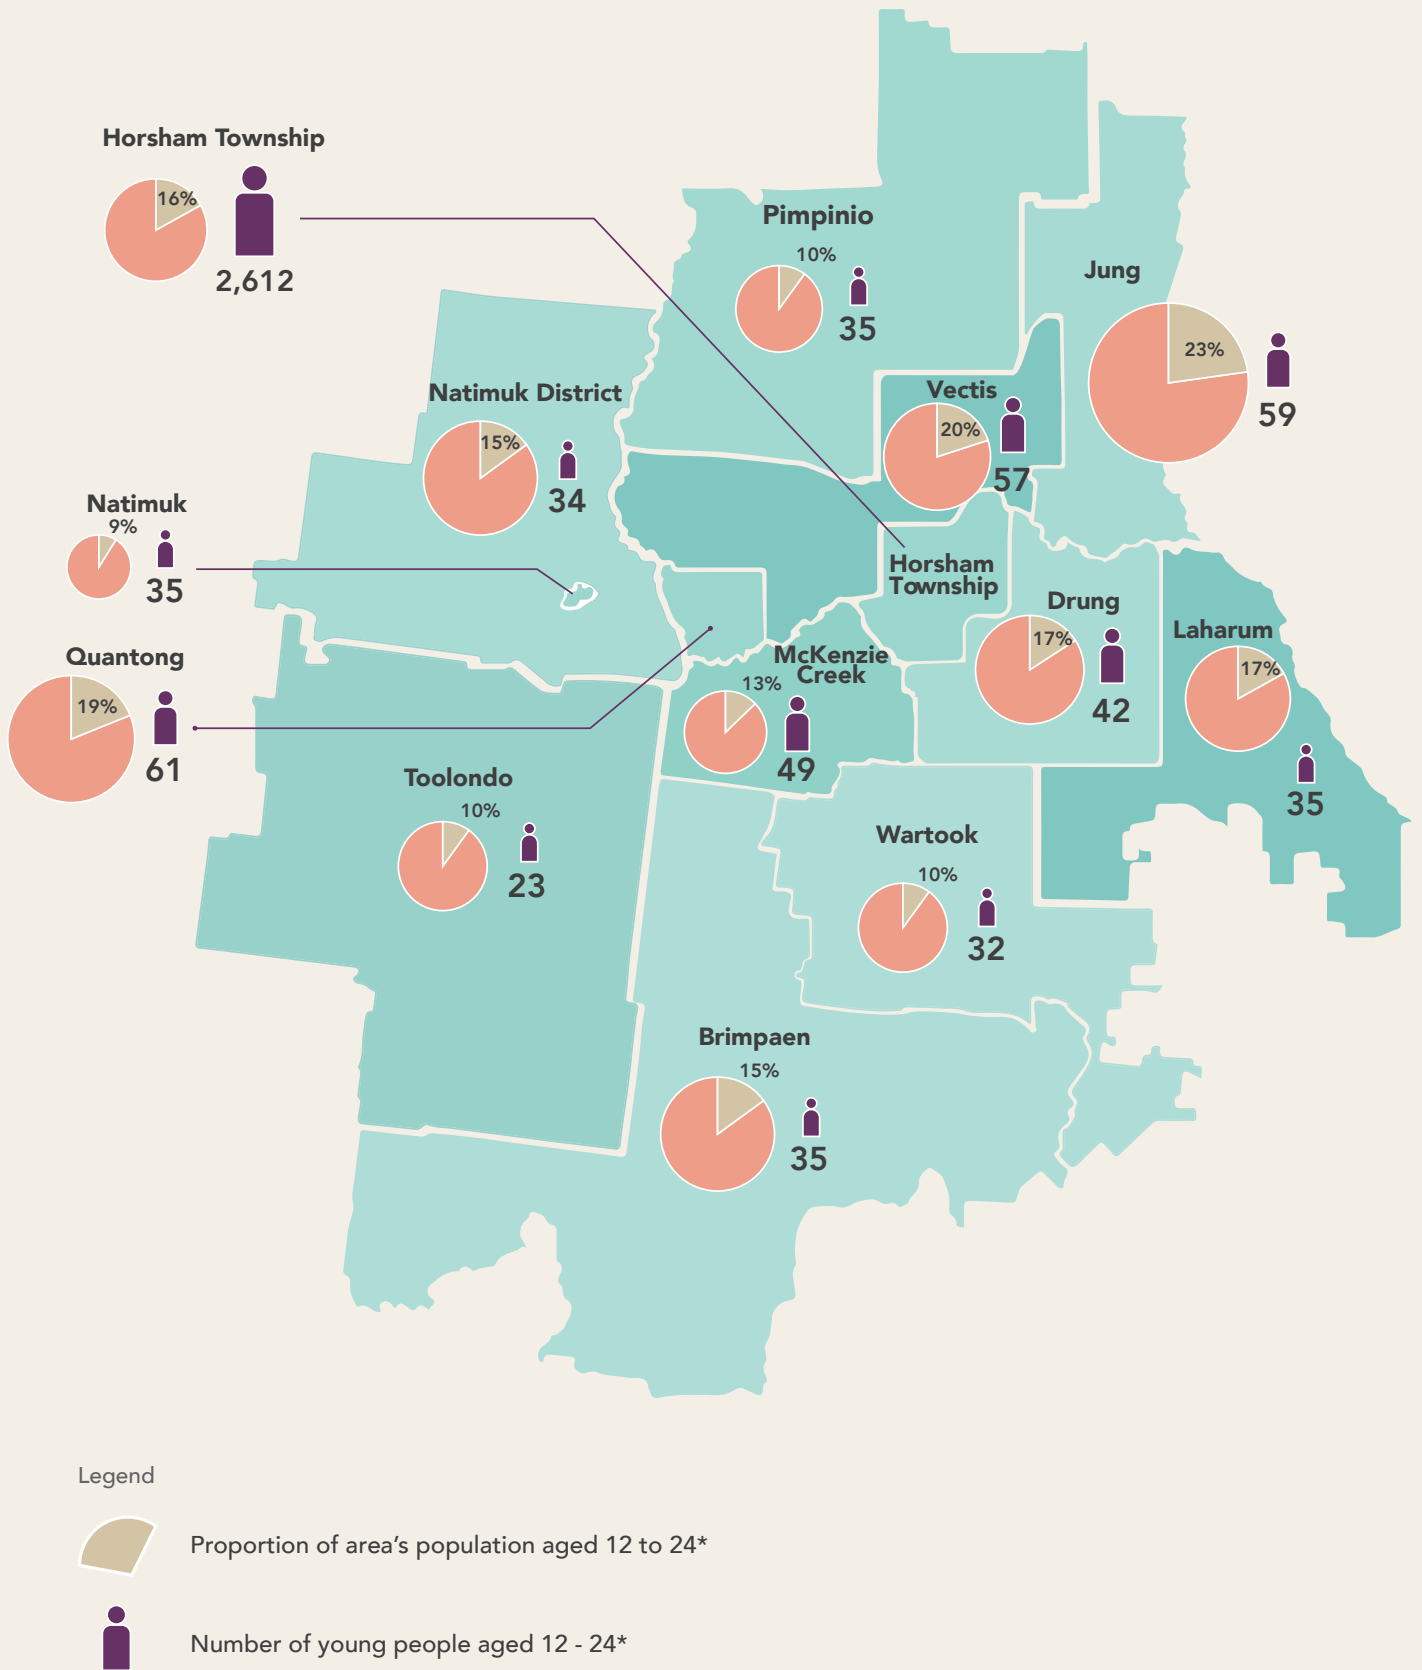 Horsham Township
16%
2,612
Pimpinio
10%
35
Jung
23%
59
Natimuk District
15%
34
Vectis
20%
57
Natimuk
9%
35
Horsham
Township
Drung
17%
42
Laharum
17%
35
Quantong
19%
61
McKenzie
Creek
13%
49
Toolondo
10%
23
Wartook
10%
32
Brimpaen
15%
35
Legend
Proportion of area's population aged 12 to 24*
Number of young people aged 12 - 24*